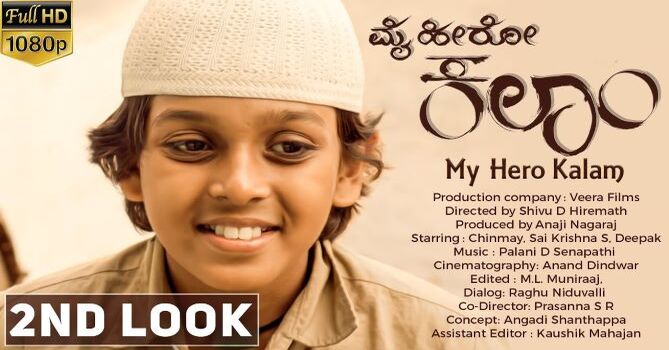 Full HD
1080p
ಮೈ ಹೀರೋ
ಕಲಾಂ
My Hero Kalam
Production company : Veera Films
Directed by Shivu D Hiremath
Produced by Anaji Nagaraj
Starring : Chinmay, Sai Krishna S, Deepak
Music : Palani D Senapathi
Cinematography: Anand Dindwar
Edited : M.L. Muniraaj,
Dialog: Raghu Niduvalli
Co-Director: Prasanna S R
Concept: Angadi Shanthappa
Assistant Editor : Kaushik Mahajan
2ND LOOK